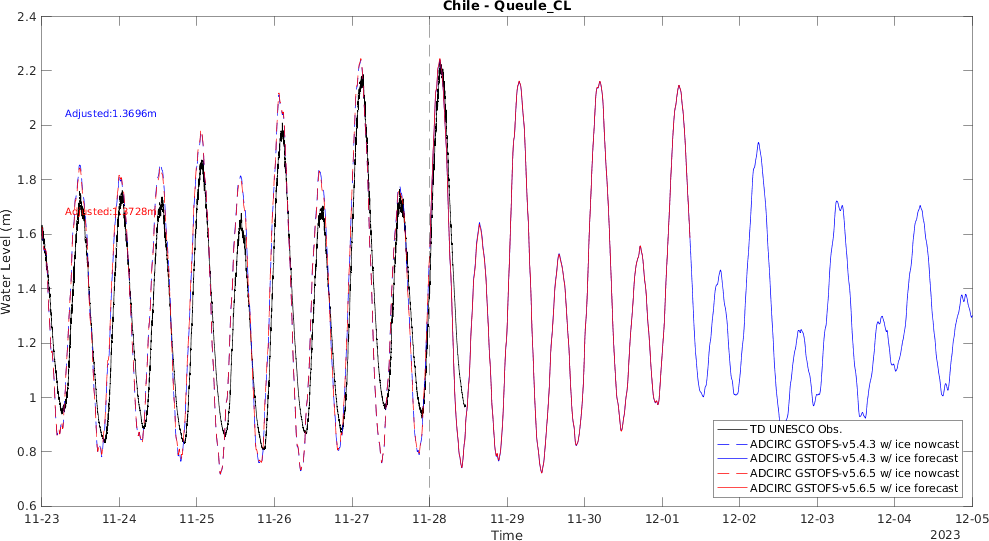 Chile - Queule_CL
2.4
2.2
2
1.8
1.6
1.4
1.2
1
0.8
0.6
Water Level (m)
Adjusted:1.3696m
Adjusted:1.3728m
TD UNESCO Obs.
ADCIRC GSTOFS-v5.4.3 w/ ice nowcast
ADCIRC GSTOFS-v5.4.3 w/ ice forecast
ADCIRC GSTOFS-v5.6.5 w/ ice nowcast
ADCIRC GSTOFS-v5.6.5 w/ ice forecast
11-23 11-24 11-25 11-26 11-27 11-28 11-29 11-30 12-01 12-02 12-03 12-04 12-05
Time
2023